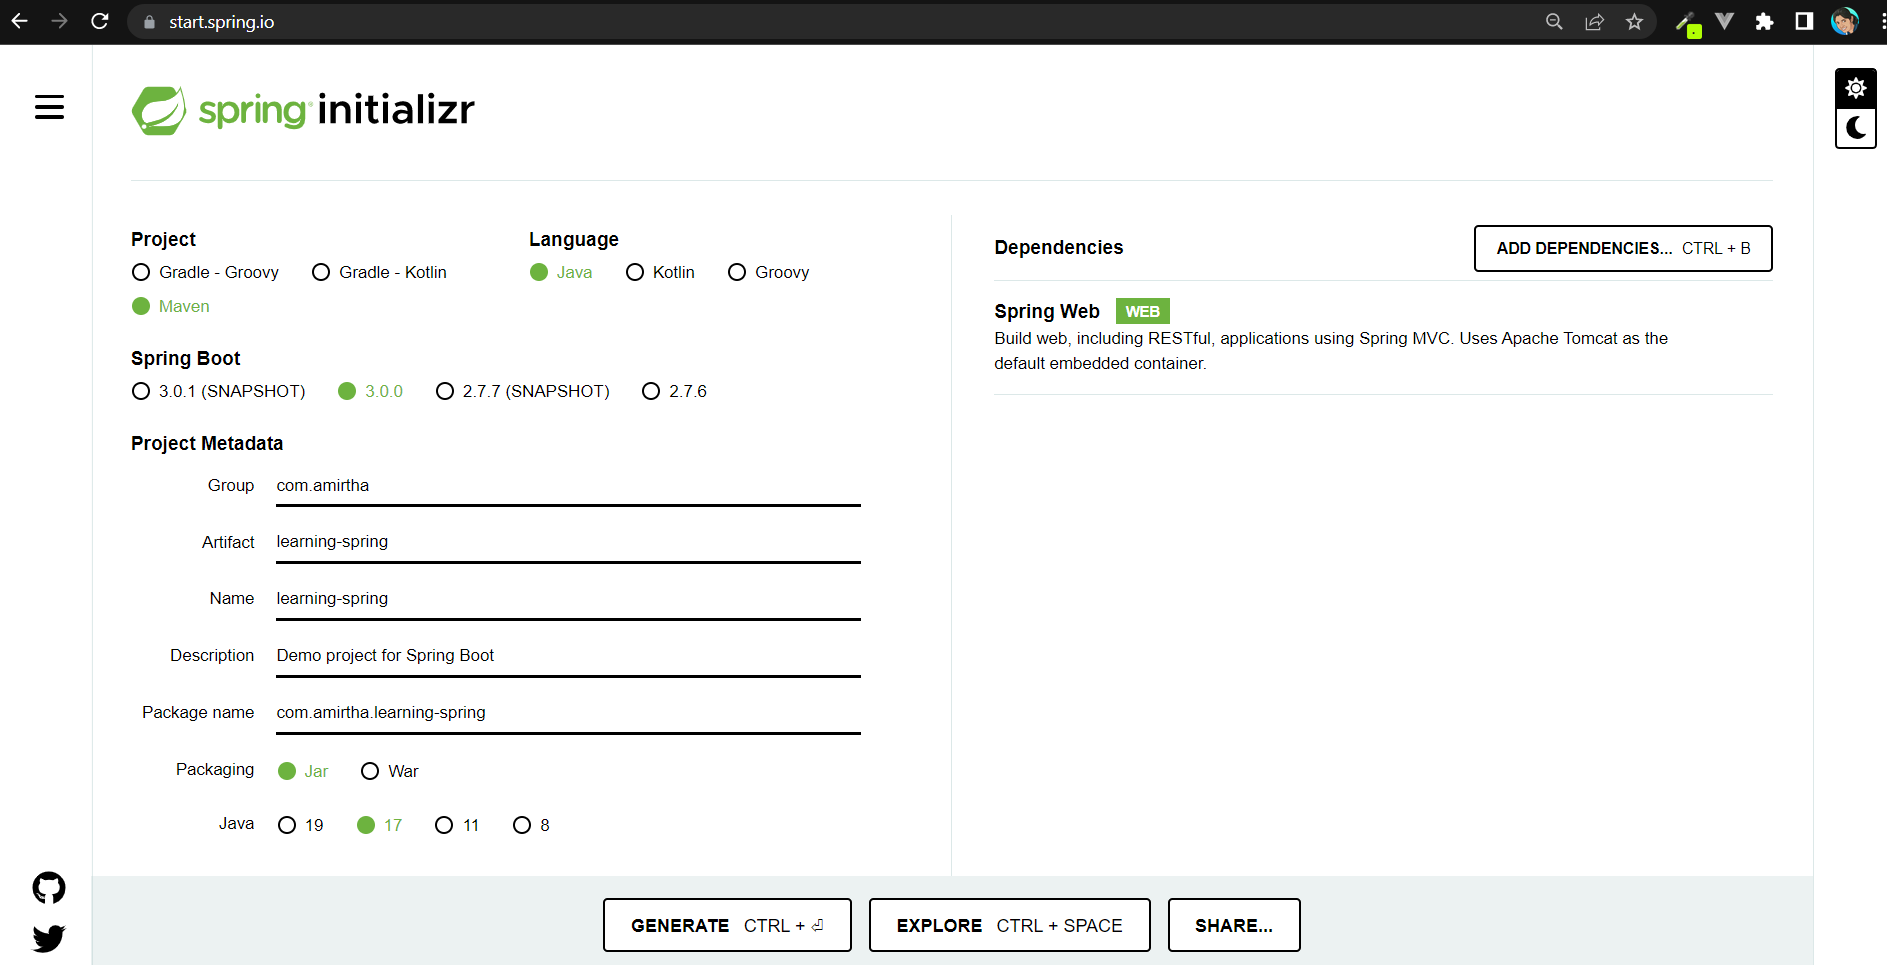 start.spring.io
spring initializr
Project
Gradle - Groovy Gradle - Kotlin
Maven
Language
Java Kotlin Groovy
Spring Boot
3.0.1 (SNAPSHOT) 3.0.0 2.7.7 (SNAPSHOT) 2.7.6
Project Metadata
Group com.amirtha
Artifact learning-spring
Name learning-spring
Description Demo project for Spring Boot
Package name com.amirtha.learning-spring
Packaging Jar War
Java 19 17 11 8
Dependencies ADD DEPENDENCIES... CTRL + B
Spring Web WEB
Build web, including RESTful, applications using Spring MVC. Uses Apache Tomcat as the
default embedded container.
GENERATE CTRL + ⏎ EXPLORE CTRL + SPACE SHARE...